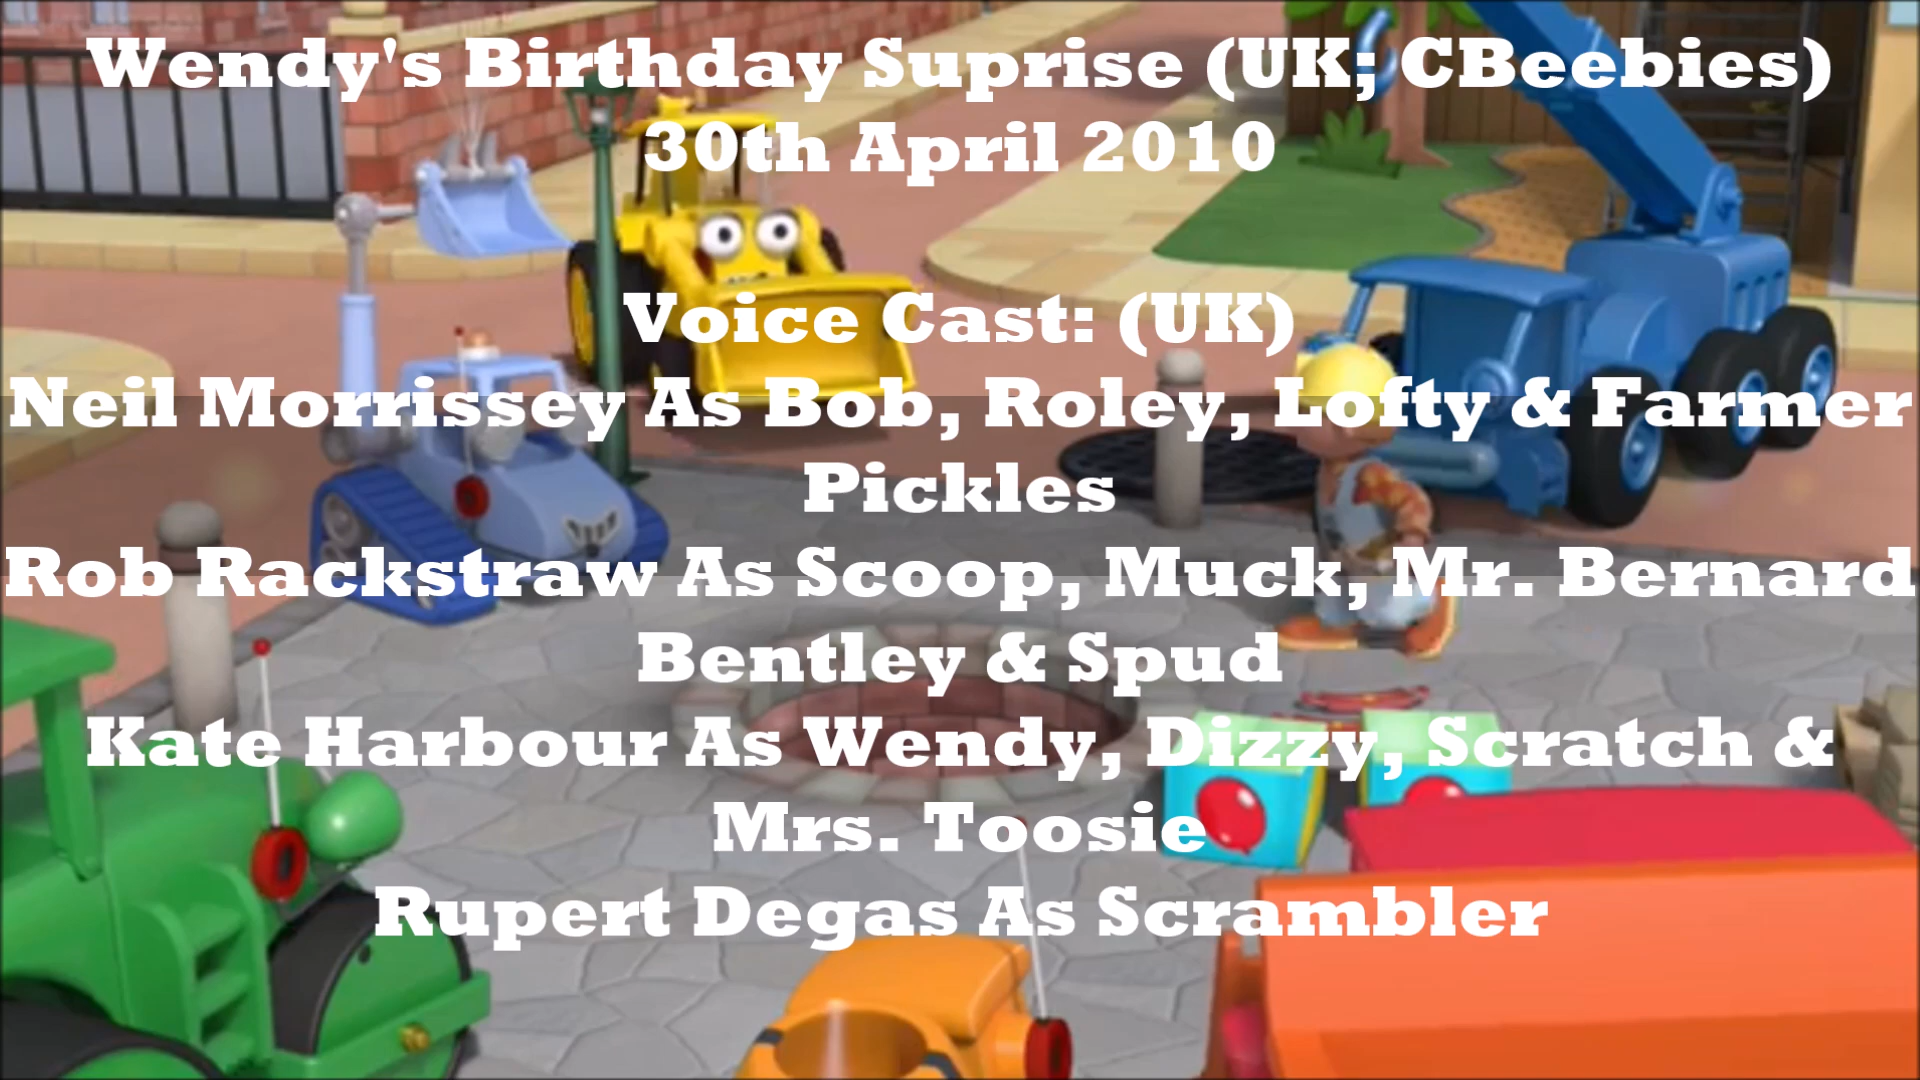 Wendy's Birthday Suprise (UK; CBeebies)
30th April 2010
Voice Cast: (UK)
Neil Morrissey As Bob, Roley, Lofty & Farmer
Pickles
Rob Rackstraw As Scoop, Muck, Mr. Bernard
Bentley & Spud
Kate Harbour As Wendy, Dizzy, Scratch &
Mrs. Toosie
Rupert Degas As Scrambler